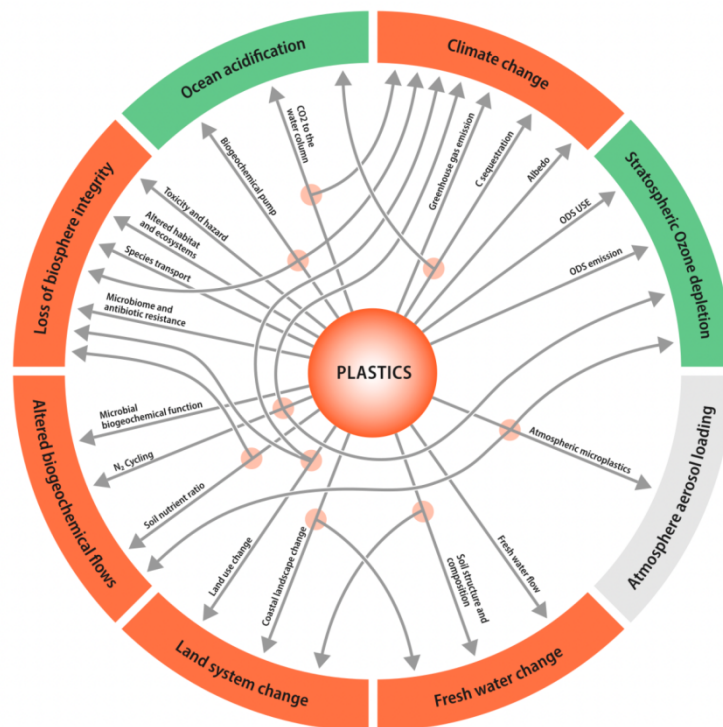 Ocean acidification
Climate change
Stratospheric Ozone depletion
Atmosphere aerosol loading
Fresh water change
Land system change
Altered biogeochemical flows
Loss of biosphere integrity
CO2 to the
water column
Biogeochemical pump
Toxicity and hazard
Altered habitat
and ecosystems
Species transport
Microbiome and
antibiotic resistance
Greenhouse gas emission
C sequestration
Albedo
ODS USE
ODS emission
PLASTICS
Microbial
biogeochemical function
N₂ Cycling
Soil nutrient ratio
Land use change
Coastal landscape change
Soil structure and
composition
Fresh water flow
Atmospheric microplastics